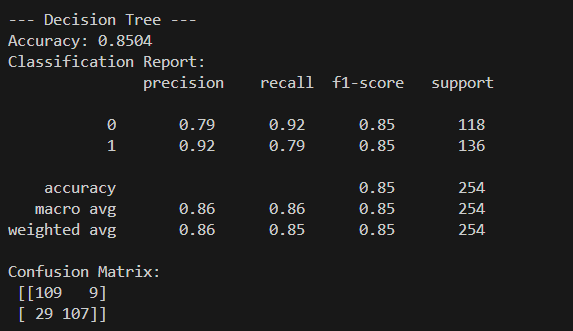 --- Decision Tree ---
Accuracy: 0.8504
Classification Report:
precision recall f1-score support
0 0.79 0.92 0.85 118
1 0.92 0.79 0.85 136
accuracy 0.85 254
macro avg 0.86 0.86 0.85 254
weighted avg 0.86 0.85 0.85 254
Confusion Matrix:
[[109 9]
[ 29 107]]